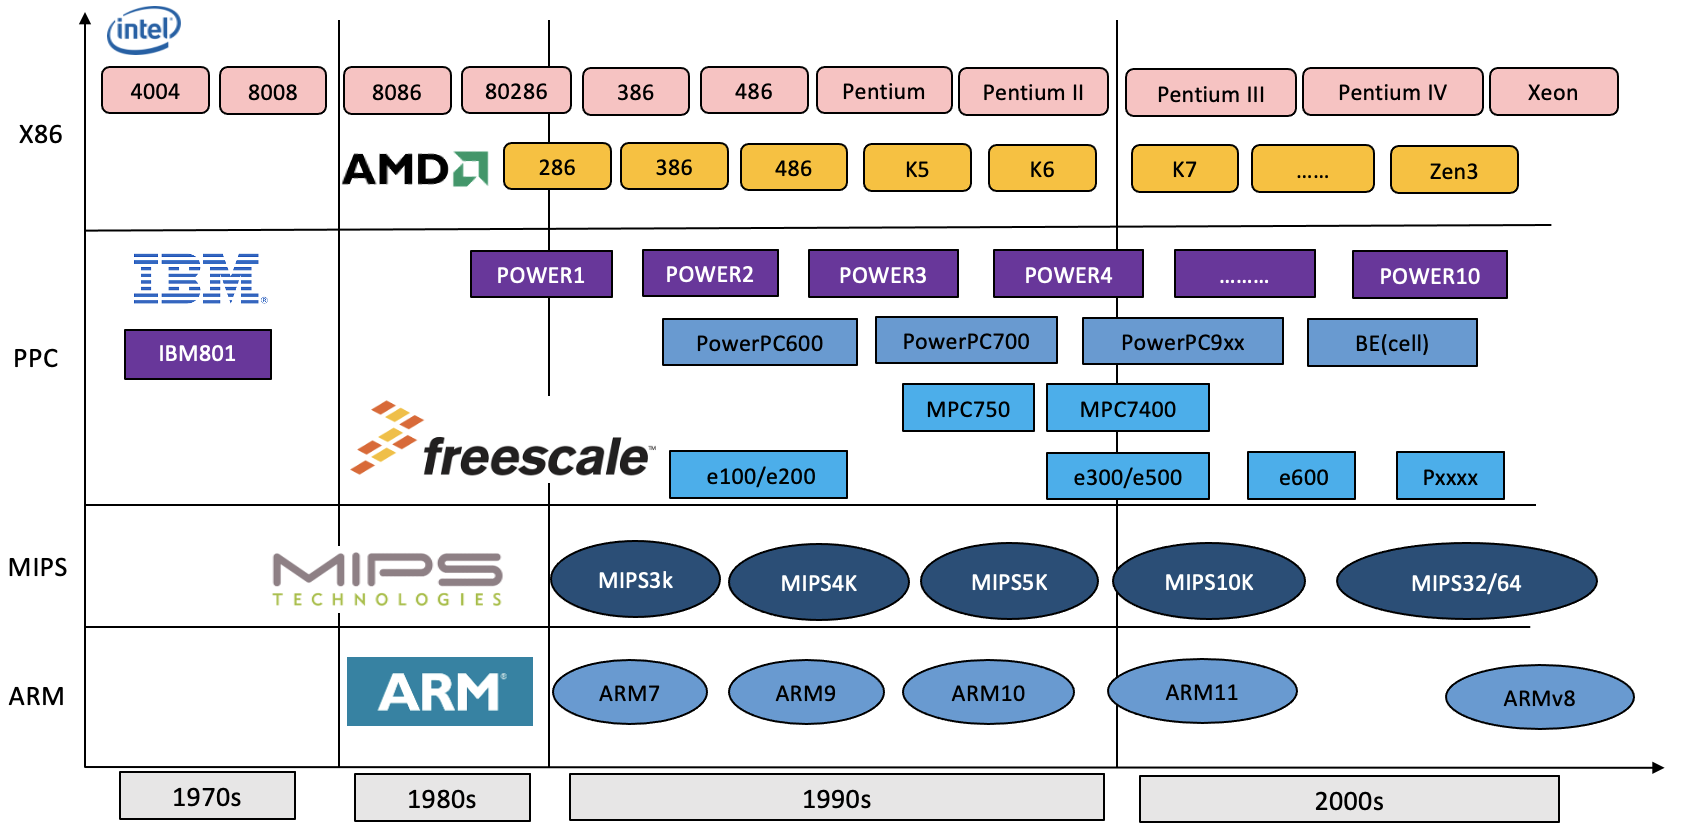 intel
4004 8008 8086 80286 386 486 Pentium Pentium II Pentium III Pentium IV Xeon
X86
AMD 286 386 486 K5 K6 K7 ...... Zen3
IBM®
POWER1 POWER2 POWER3 POWER4 ......... POWER10
PPC
IBM801
PowerPC600 PowerPC700 PowerPC9xx BE(cell)
MPC750 MPC7400
freescale™
e100/e200 e300/e500 e600 Pxxxx
MIPS
MIPS
TECHNOLOGIES
MIPS3k MIPS4K MIPS5K MIPS10K MIPS32/64
ARM
ARM® ARM7 ARM9 ARM10 ARM11 ARMv8
1970s 1980s 1990s 2000s